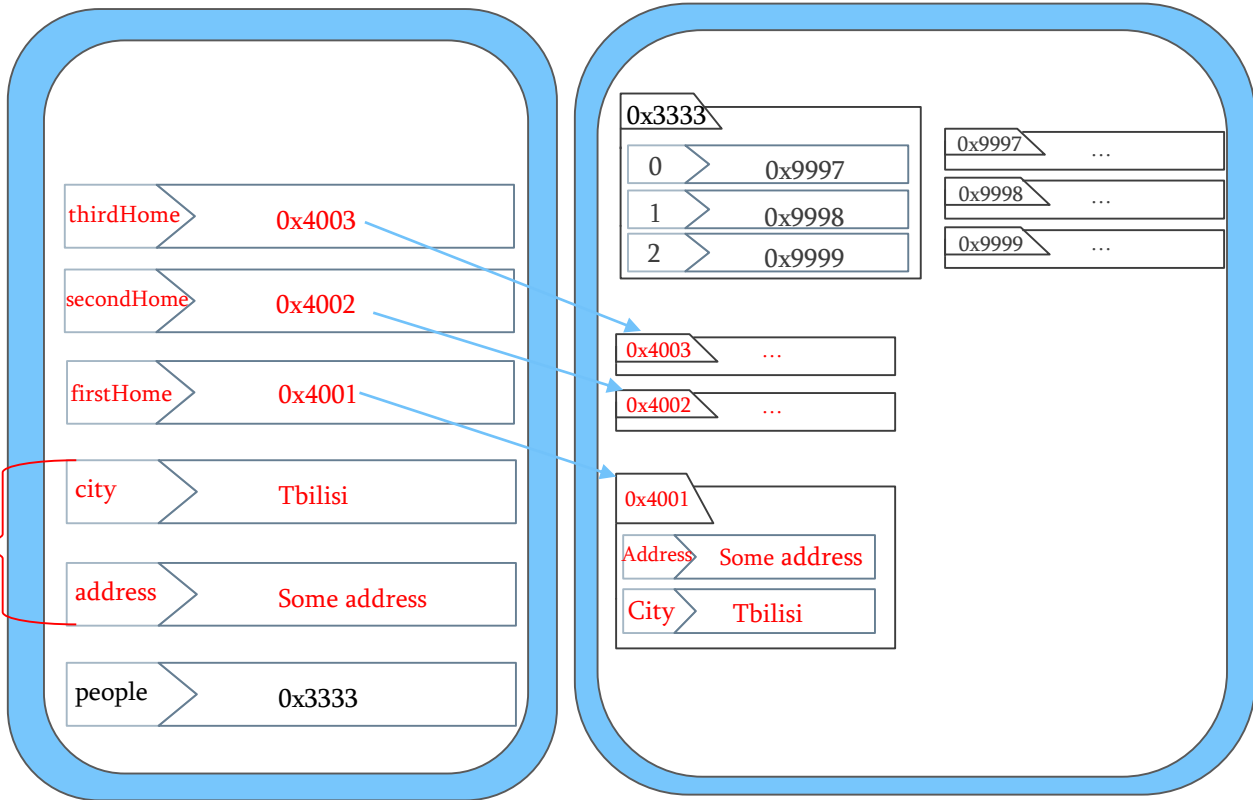 thirdHome 0x4003
secondHome 0x4002
firstHome 0x4001
city Tbilisi
address Some address
people 0x3333
0x3333
0 0x9997
1 0x9998
2 0x9999
0x9997 ...
0x9998 ...
0x9999 ...
0x4003 ...
0x4002 ...
0x4001
Address Some address
City Tbilisi